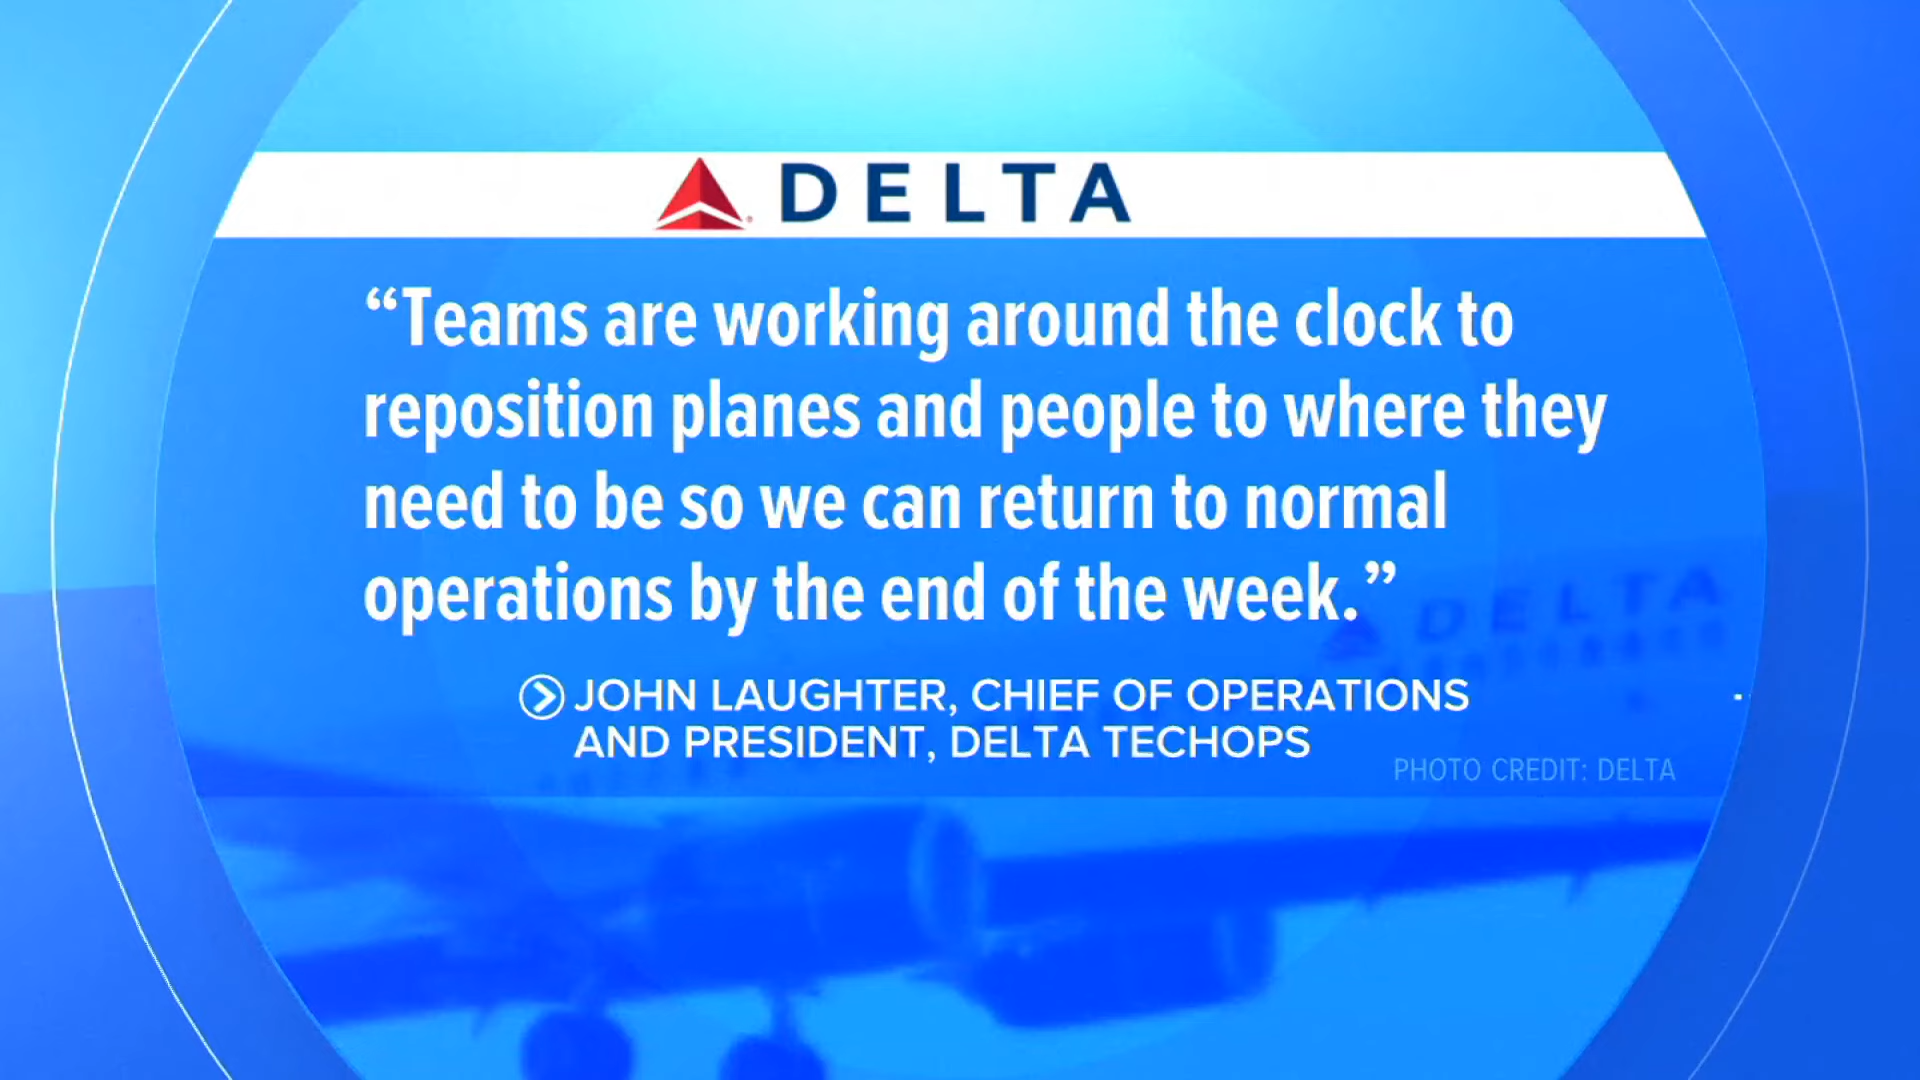 DELTA
“Teams are working around the clock to
reposition planes and people to where they
need to be so we can return to normal
operations by the end of the week.”
DELTA
JOHN LAUGHTER, CHIEF OF OPERATIONS
AND PRESIDENT, DELTA TECHOPS
PHOTO CREDIT: DELTA